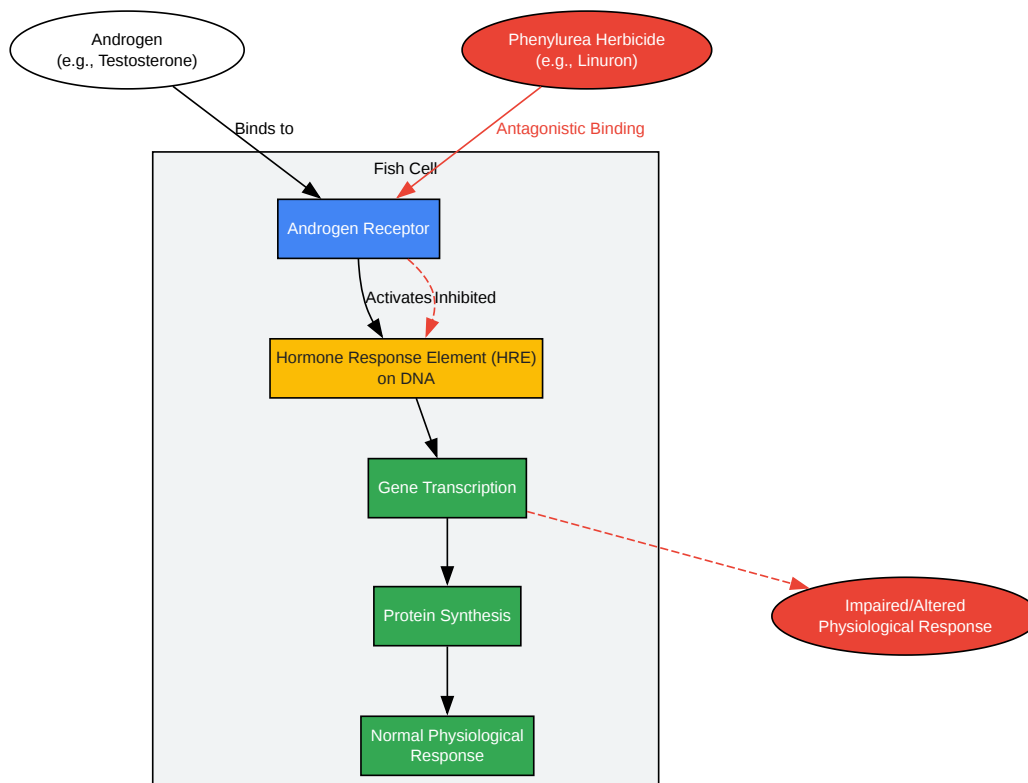 Androgen
(e.g., Testosterone)
Phenylurea Herbicide
(e.g., Linuron)
Binds to
Antagonistic Binding
Fish Cell
Androgen Receptor
Activates
Inhibited
Hormone Response Element (HRE)
on DNA
Gene Transcription
Protein Synthesis
Impaired/Altered
Physiological Response
Normal Physiological
Response